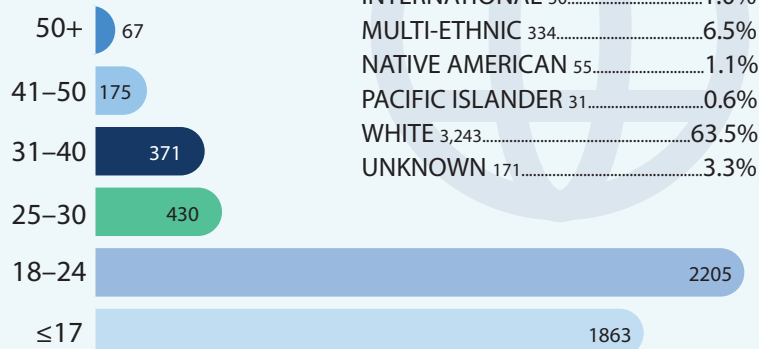 50+ 67
41–50 175
31–40 371
25–30 430
18–24 2205
≤17 1863
INTERNATIONAL
MULTI-ETHNIC 334 6.5%
NATIVE AMERICAN 55 1.1%
PACIFIC ISLANDER 31 0.6%
WHITE 3,243 63.5%
UNKNOWN 171 3.3%